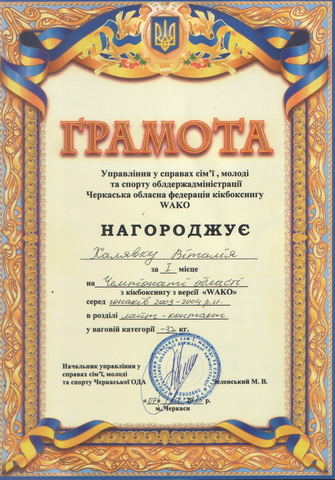 ГРАМОТА
Управління у справах сім'ї , молоді
та спорту облдержадміністрації
Черкаська обласна федерація кікбоксингу
WAKO
НАГОРОДЖУЄ
Халявку Віталія
за I місце
на Чемпіонаті області
з кікбоксингу з версії «WAKO»
серед юнаків 2003-2004 р.н.
в розділі лайт-контакт
у ваговій категорії -32 кг.
Начальник управління у
справах сім'ї, молоді
та спорту Черкаської ОДА
Зеленський М. В.
р.
м. Черкаси